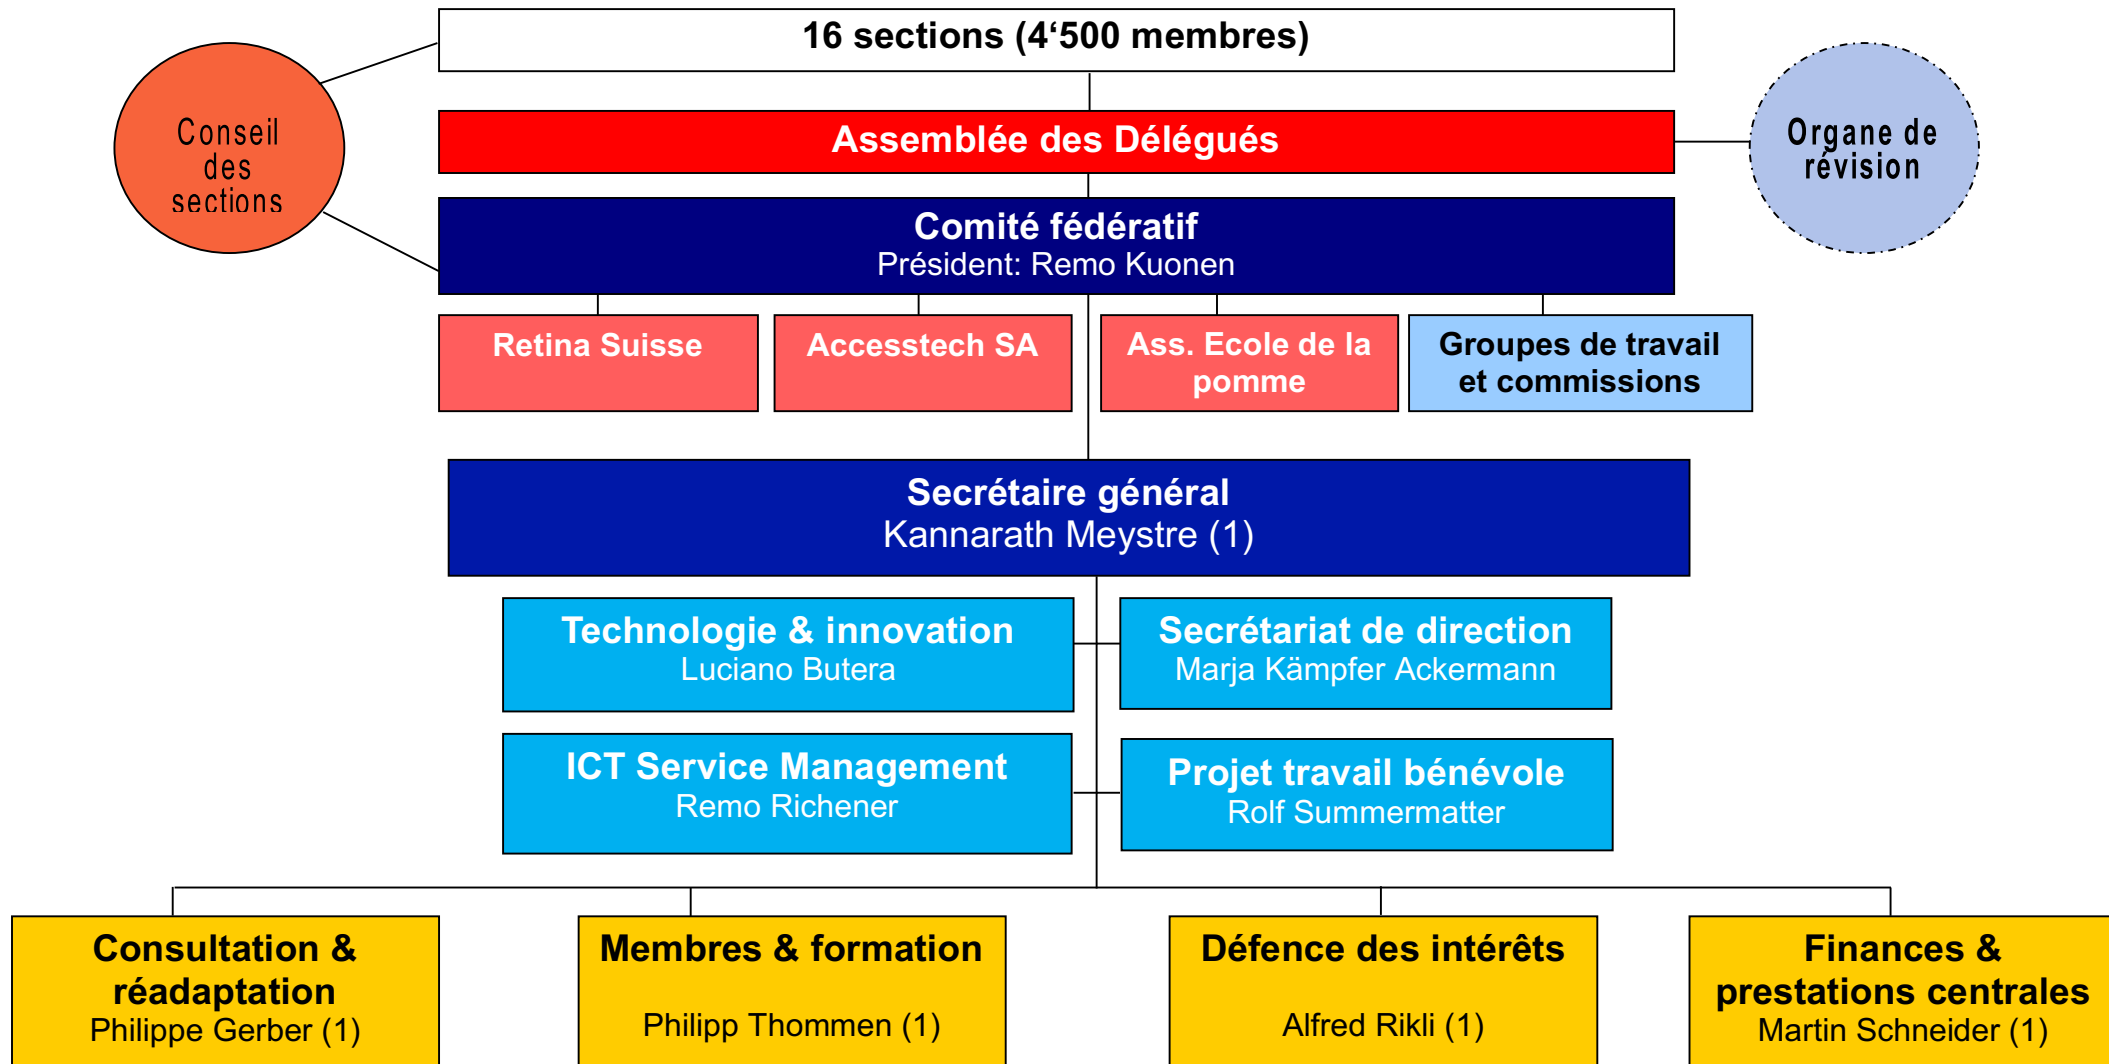 16 sections (4‘500 membres)
Conseil
des
sections
Assemblée des Délégués
Organe de
révision
Comité fédératif
Président: Remo Kuonen
Retina Suisse
Accesstech SA
Ass. Ecole de la
pomme
Groupes de travail
et commissions
Secrétaire général
Kannarath Meystre (1)
Technologie & innovation
Luciano Butera
Secrétariat de direction
Marja Kämpfer Ackermann
ICT Service Management
Remo Richener
Projet travail bénévole
Rolf Summermatter
Consultation &
réadaptation
Philippe Gerber (1)
Membres & formation
Philipp Thommen (1)
Défence des intérêts
Alfred Rikli (1)
Finances &
prestations centrales
Martin Schneider (1)